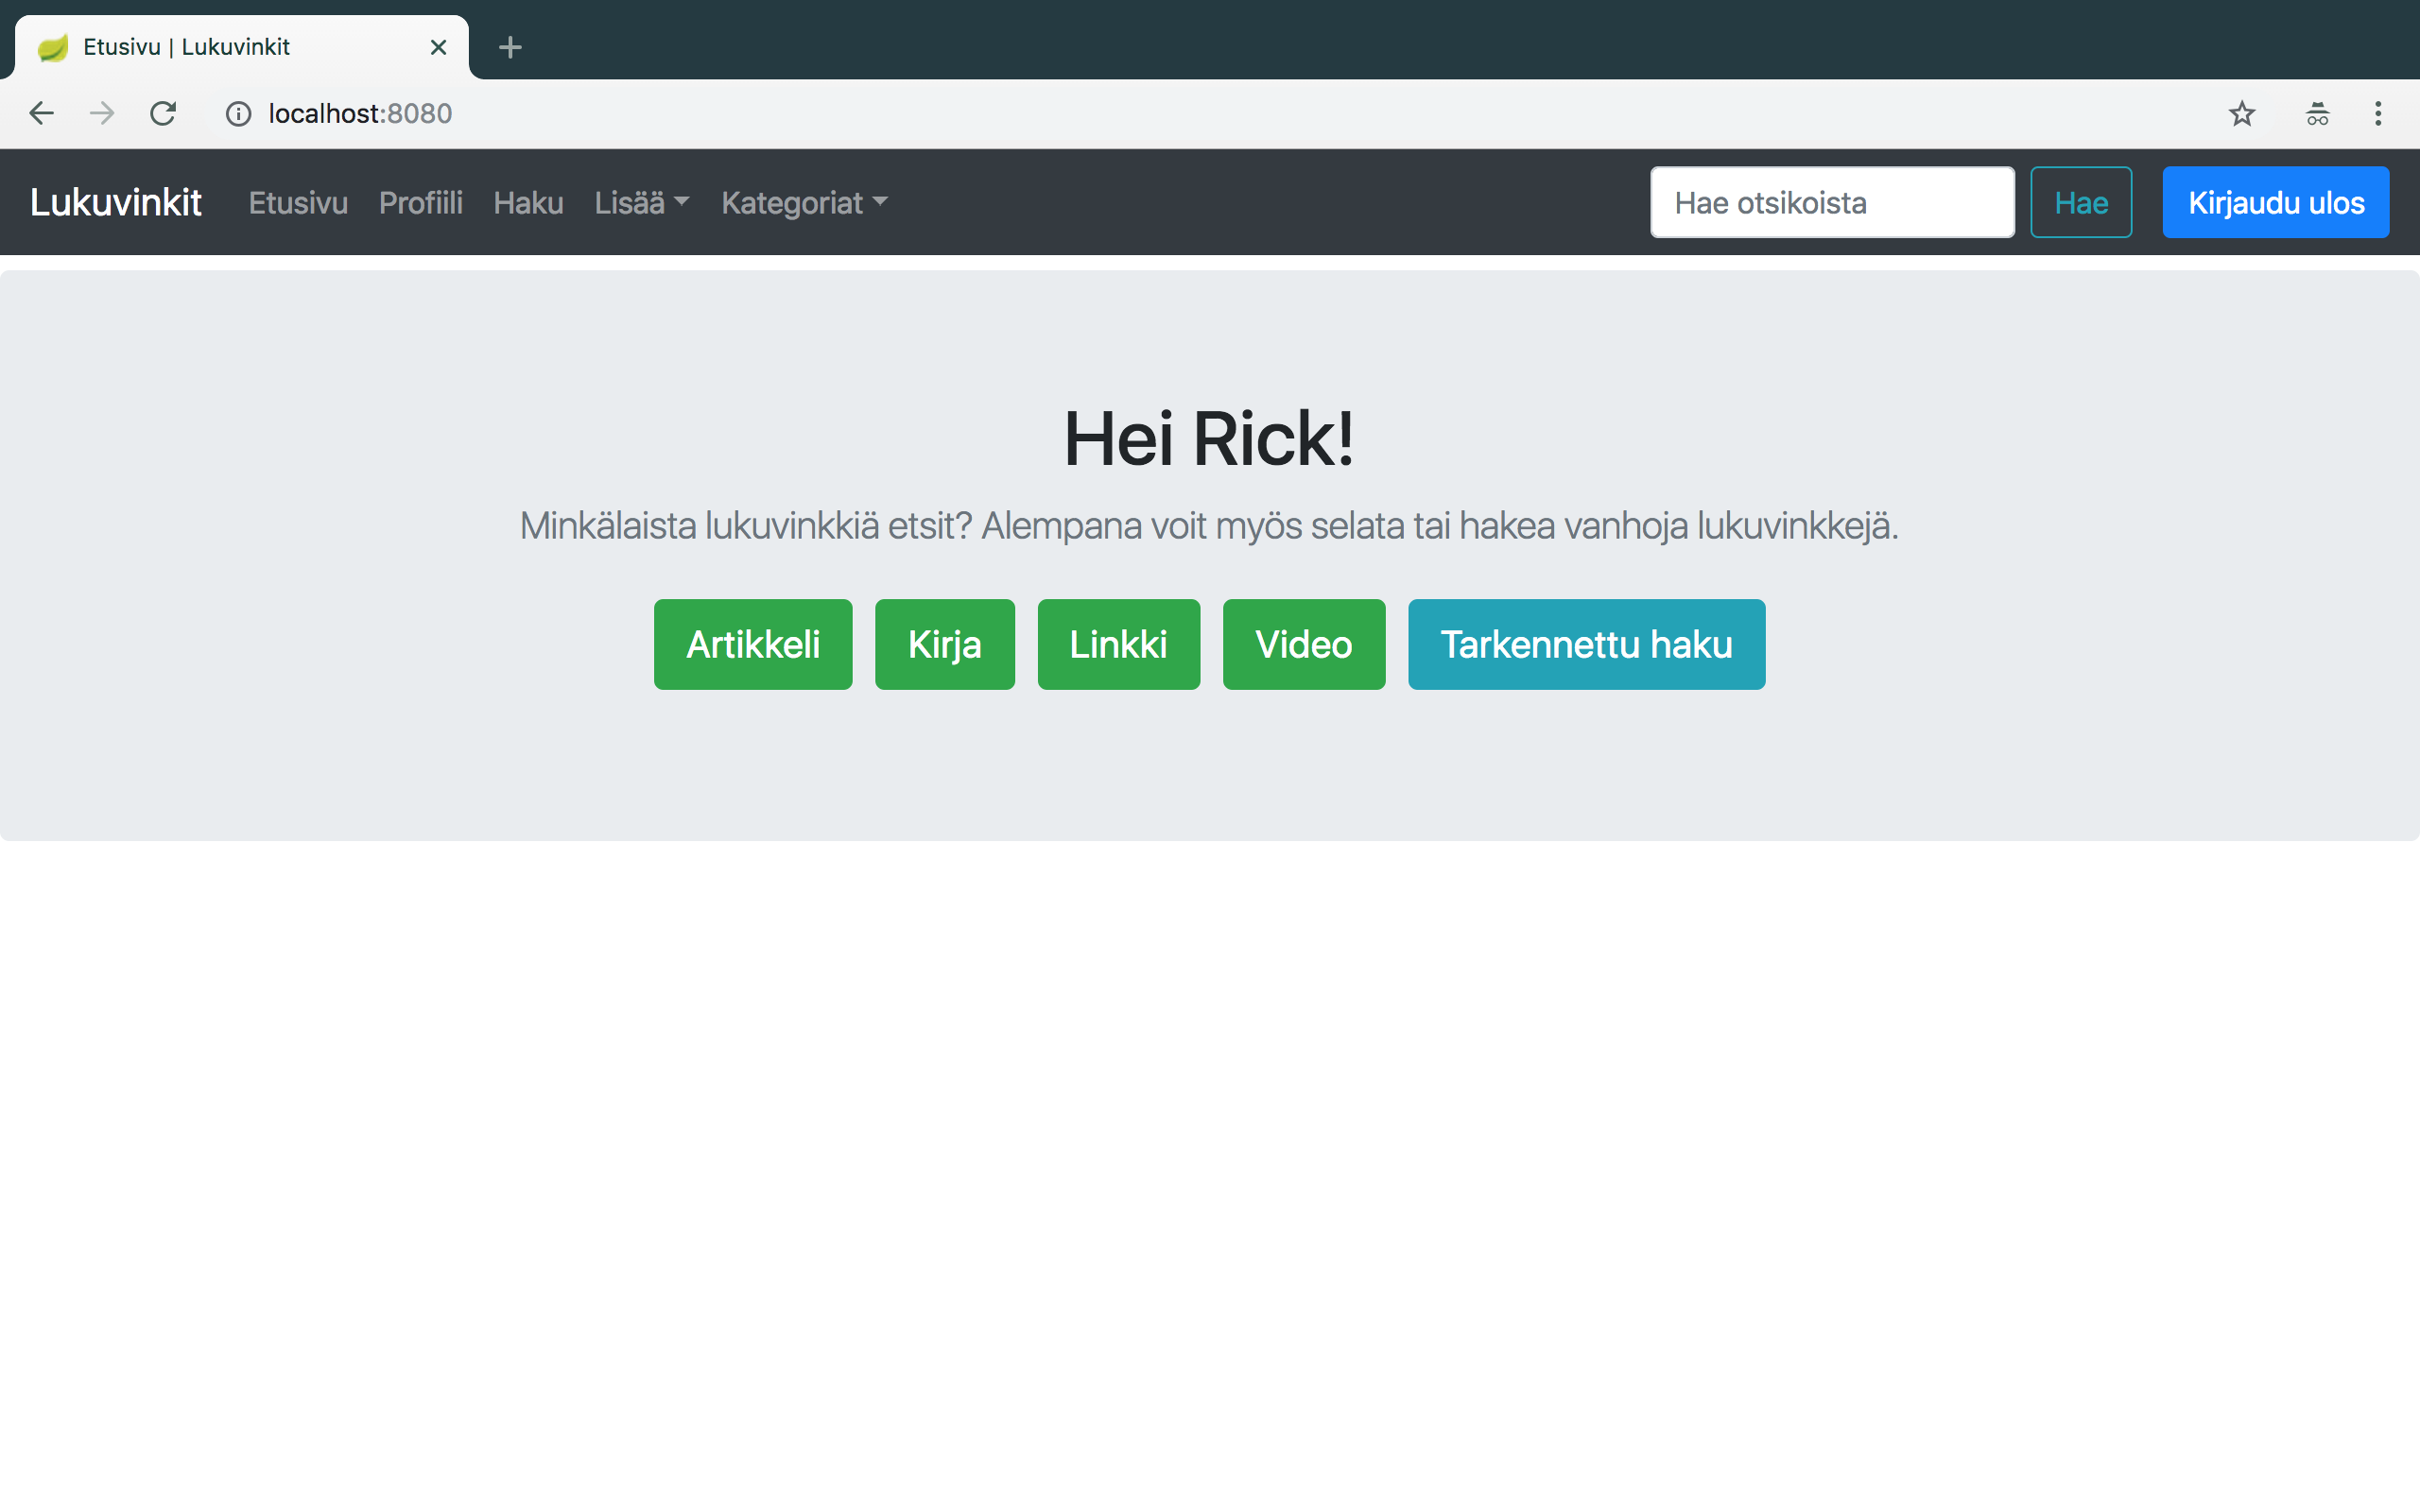 Etusivu | Lukuvinkit
localhost:8080
Lukuvinkit Etusivu Profiili Haku Lisää Kategoriat Hae otsikoista Hae Kirjaudu ulos
Hei Rick!
Minkälaista lukuvinkkiä etsit? Alempana voit myös selata tai hakea vanhoja lukuvinkkejä.
Artikkeli Kirja Linkki Video Tarkennettu haku